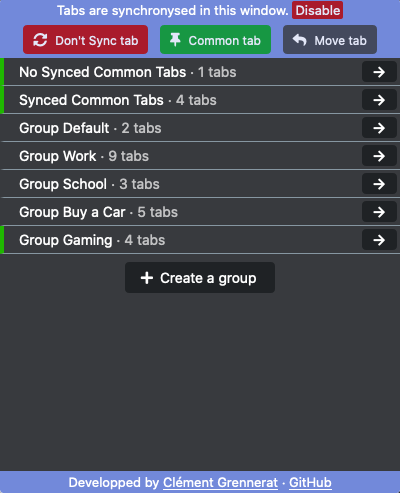 Tabs are synchronysed in this window. Disable
Don't Sync tab Common tab Move tab
No Synced Common Tabs · 1 tabs
Synced Common Tabs · 4 tabs
Group Default · 2 tabs
Group Work · 9 tabs
Group School · 3 tabs
Group Buy a Car · 5 tabs
Group Gaming · 4 tabs
Create a group
Developped by Clément Grennerat · GitHub